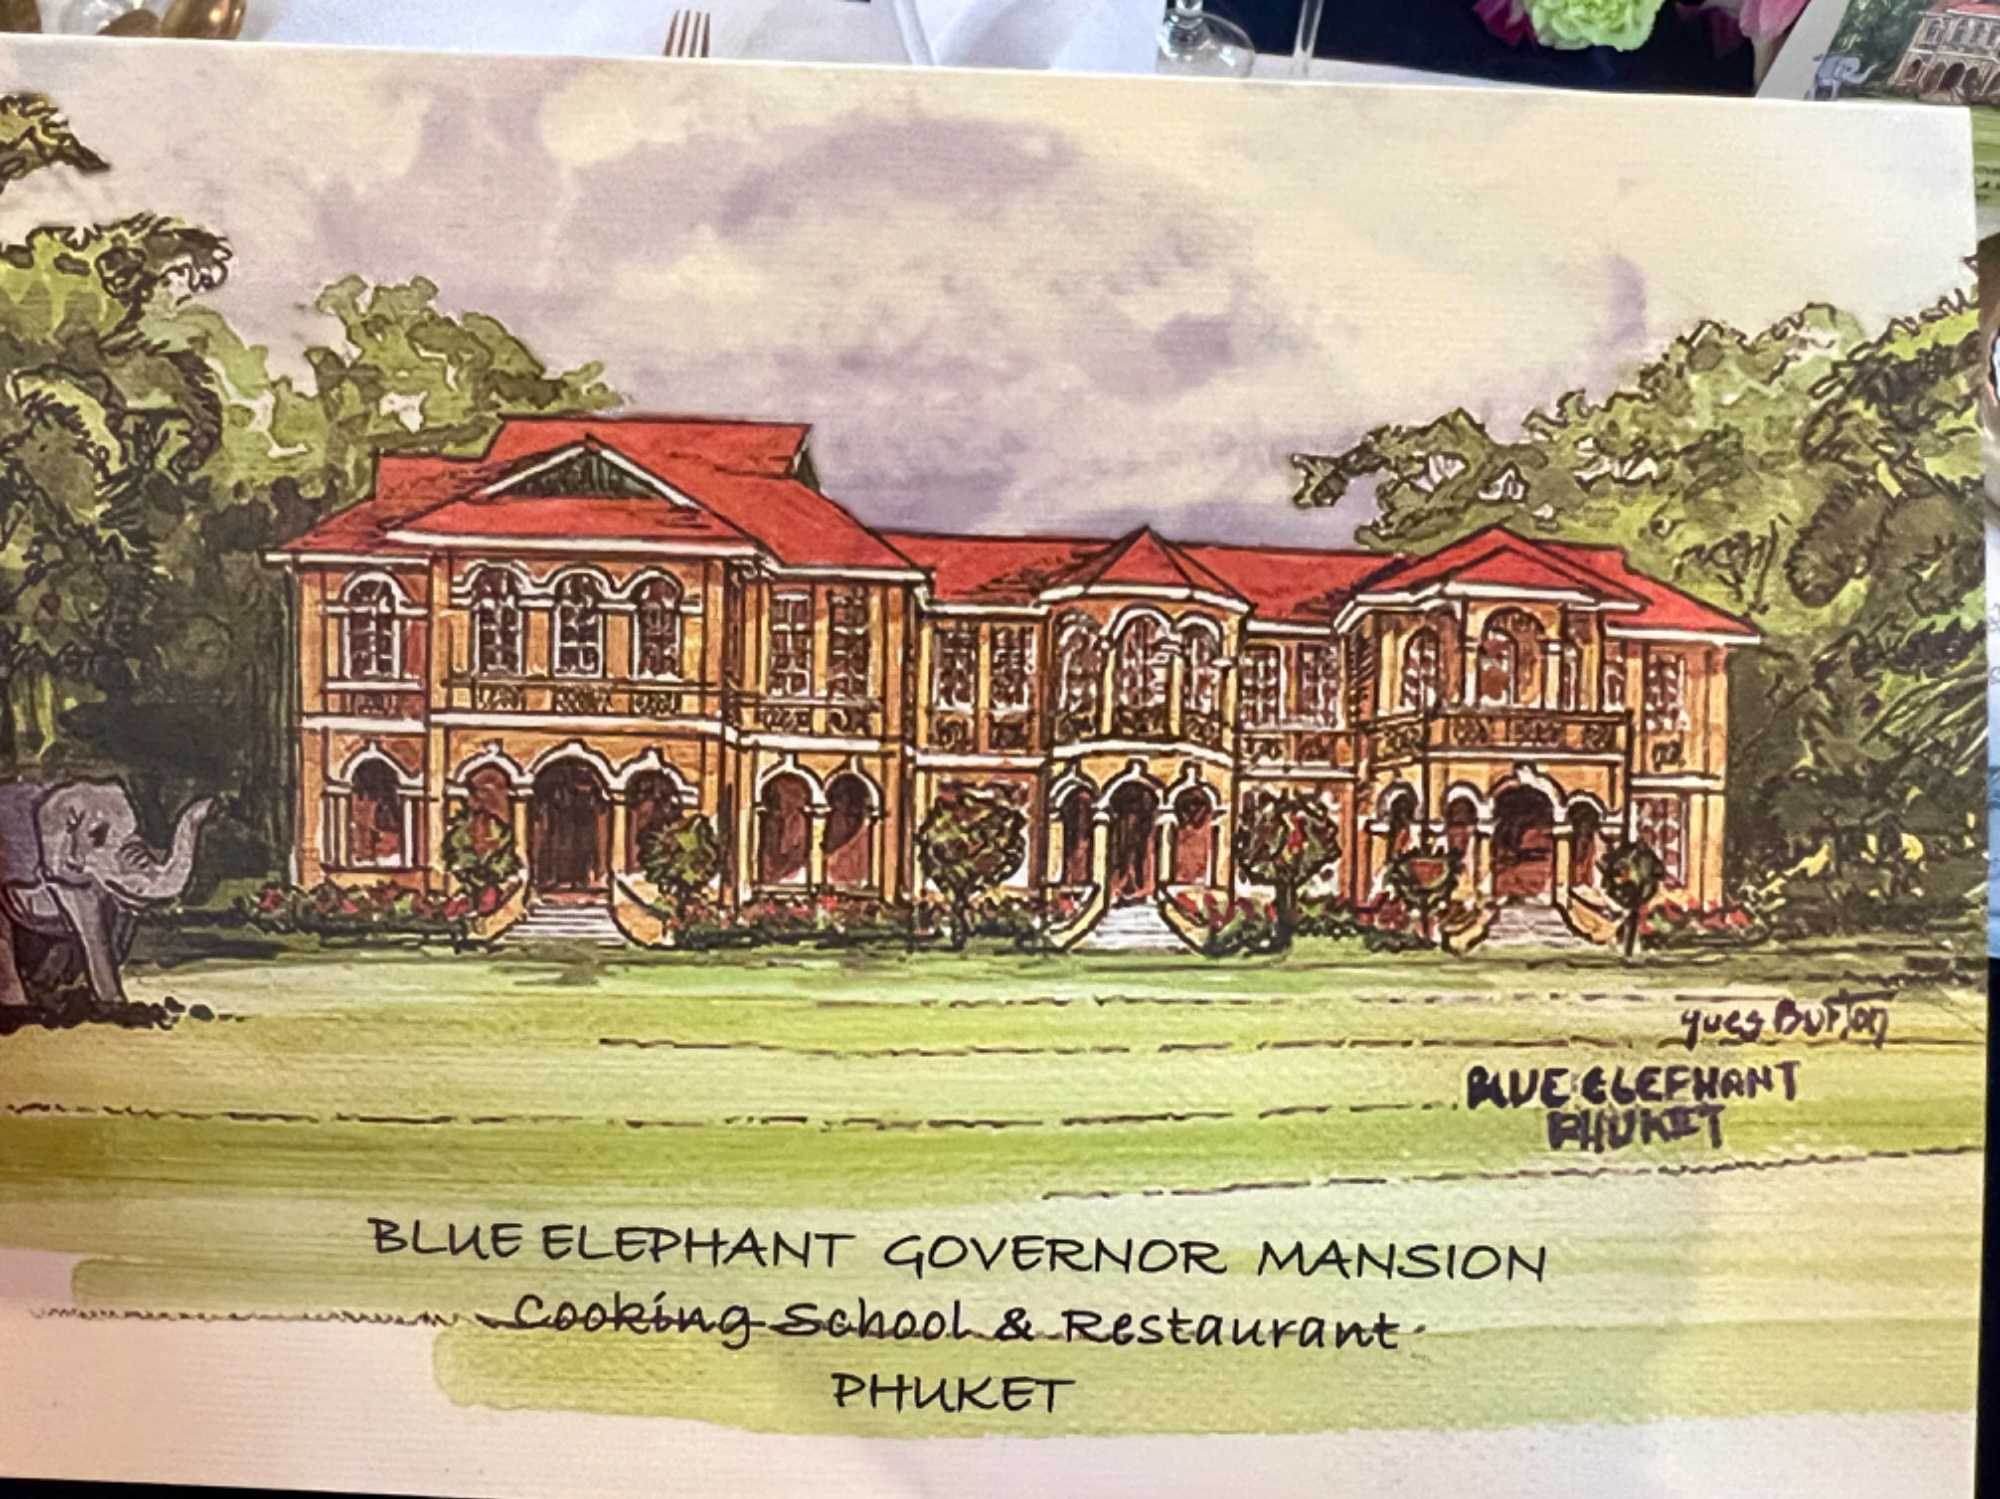 yves Burton
BLUE ELEPHANT
PHUKET
BLUE ELEPHANT GOVERNOR MANSION
Cooking School & Restaurant
PHUKET